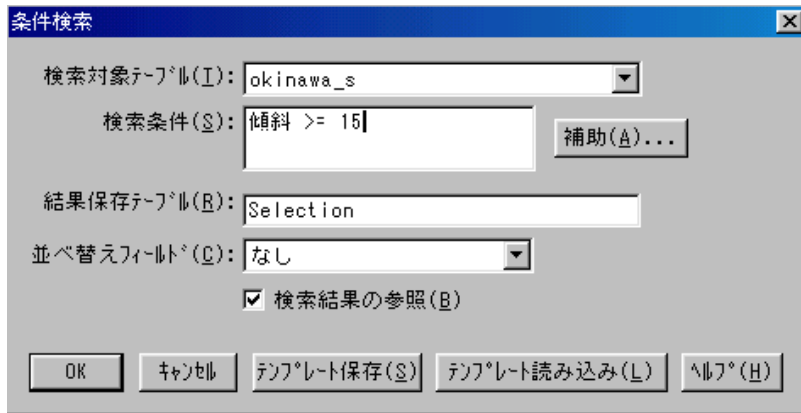 条件検索
検索対象ﾃｰﾌﾞﾙ(T): okinawa_s
検索条件(S): 傾斜 >= 15
補助(A)...
結果保存ﾃｰﾌﾞﾙ(R): Selection
並べ替えﾌｨｰﾙﾄﾞ(C): なし
検索結果の参照(B)
OK ｷｬﾝｾﾙ ﾃﾝﾌﾟﾚｰﾄ保存(S) ﾃﾝﾌﾟﾚｰﾄ読み込み(L) ﾍﾙﾌﾟ(H)